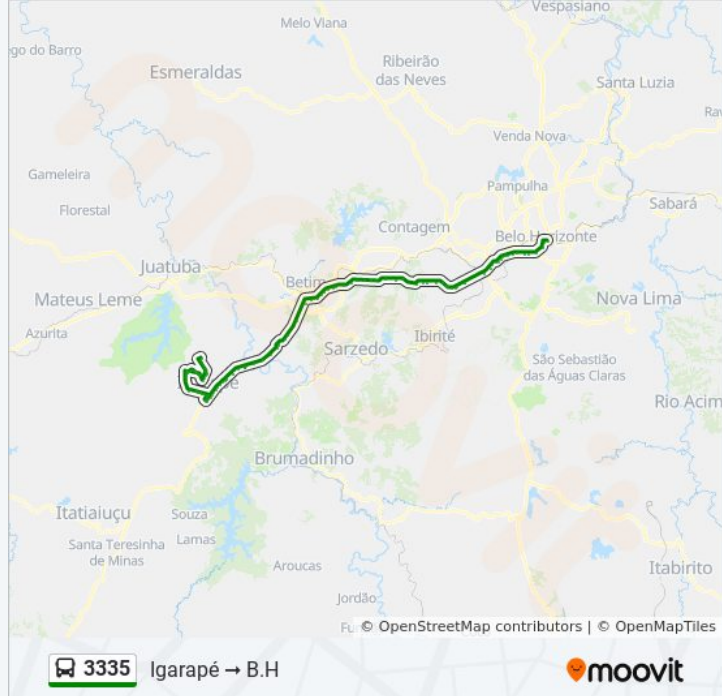 Vespasiano
Melo Viana
ego do Barro
Ribeirão
das Neves
Esmeraldas
Santa Luzia
Rav
Venda Nova
Gameleira
Pampulha
Florestal
Sabará
Contagem
Belo Horizonte
Juatuba
Betim
Mateus Leme
Nova Lima
Azurita
Ibirité
Sarzedo
São Sebastião
das Águas Claras
Rio Acim
Brumadinho
Itatiaiuçu
Souza
Lamas
Santa Teresinha
de Minas
Aroucas
Itabirito
Jordão
© OpenStreetMap contributors | © OpenMapTiles
3335 Igarapé → B.H
moovit